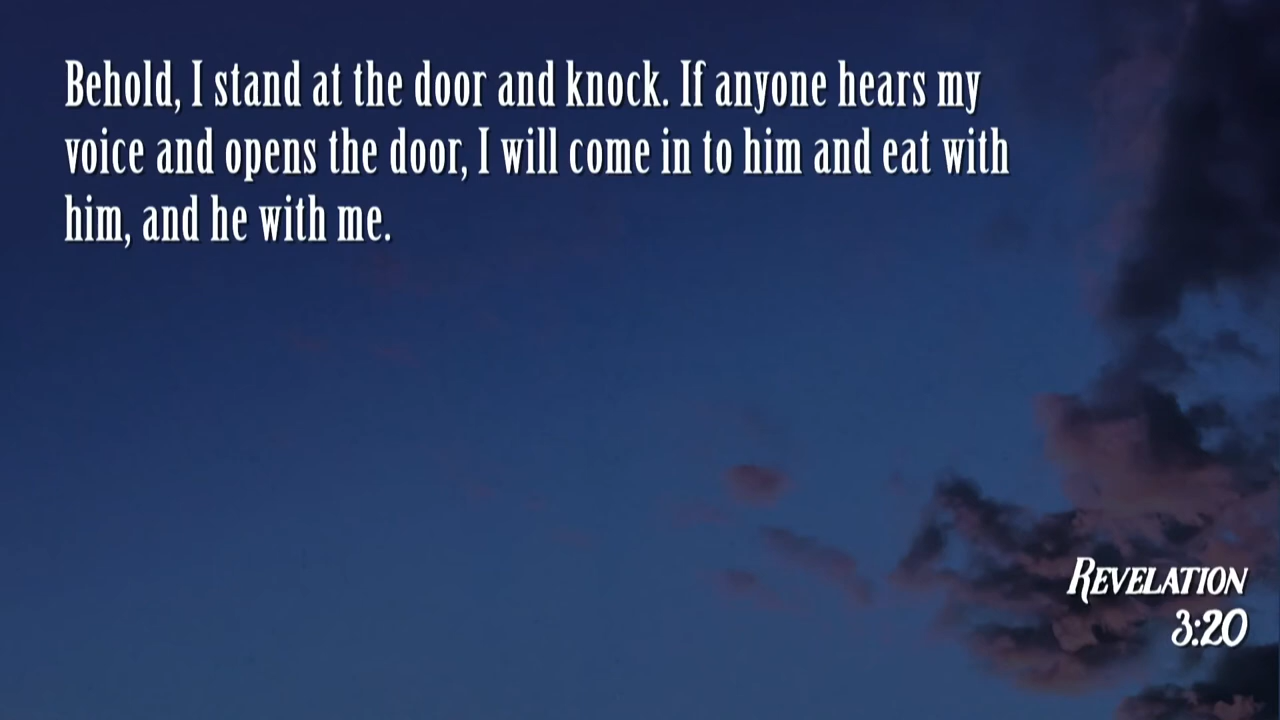 Behold, I stand at the door and knock. If anyone hears my
voice and opens the door, I will come in to him and eat with
him, and he with me.
Revelation
3:20